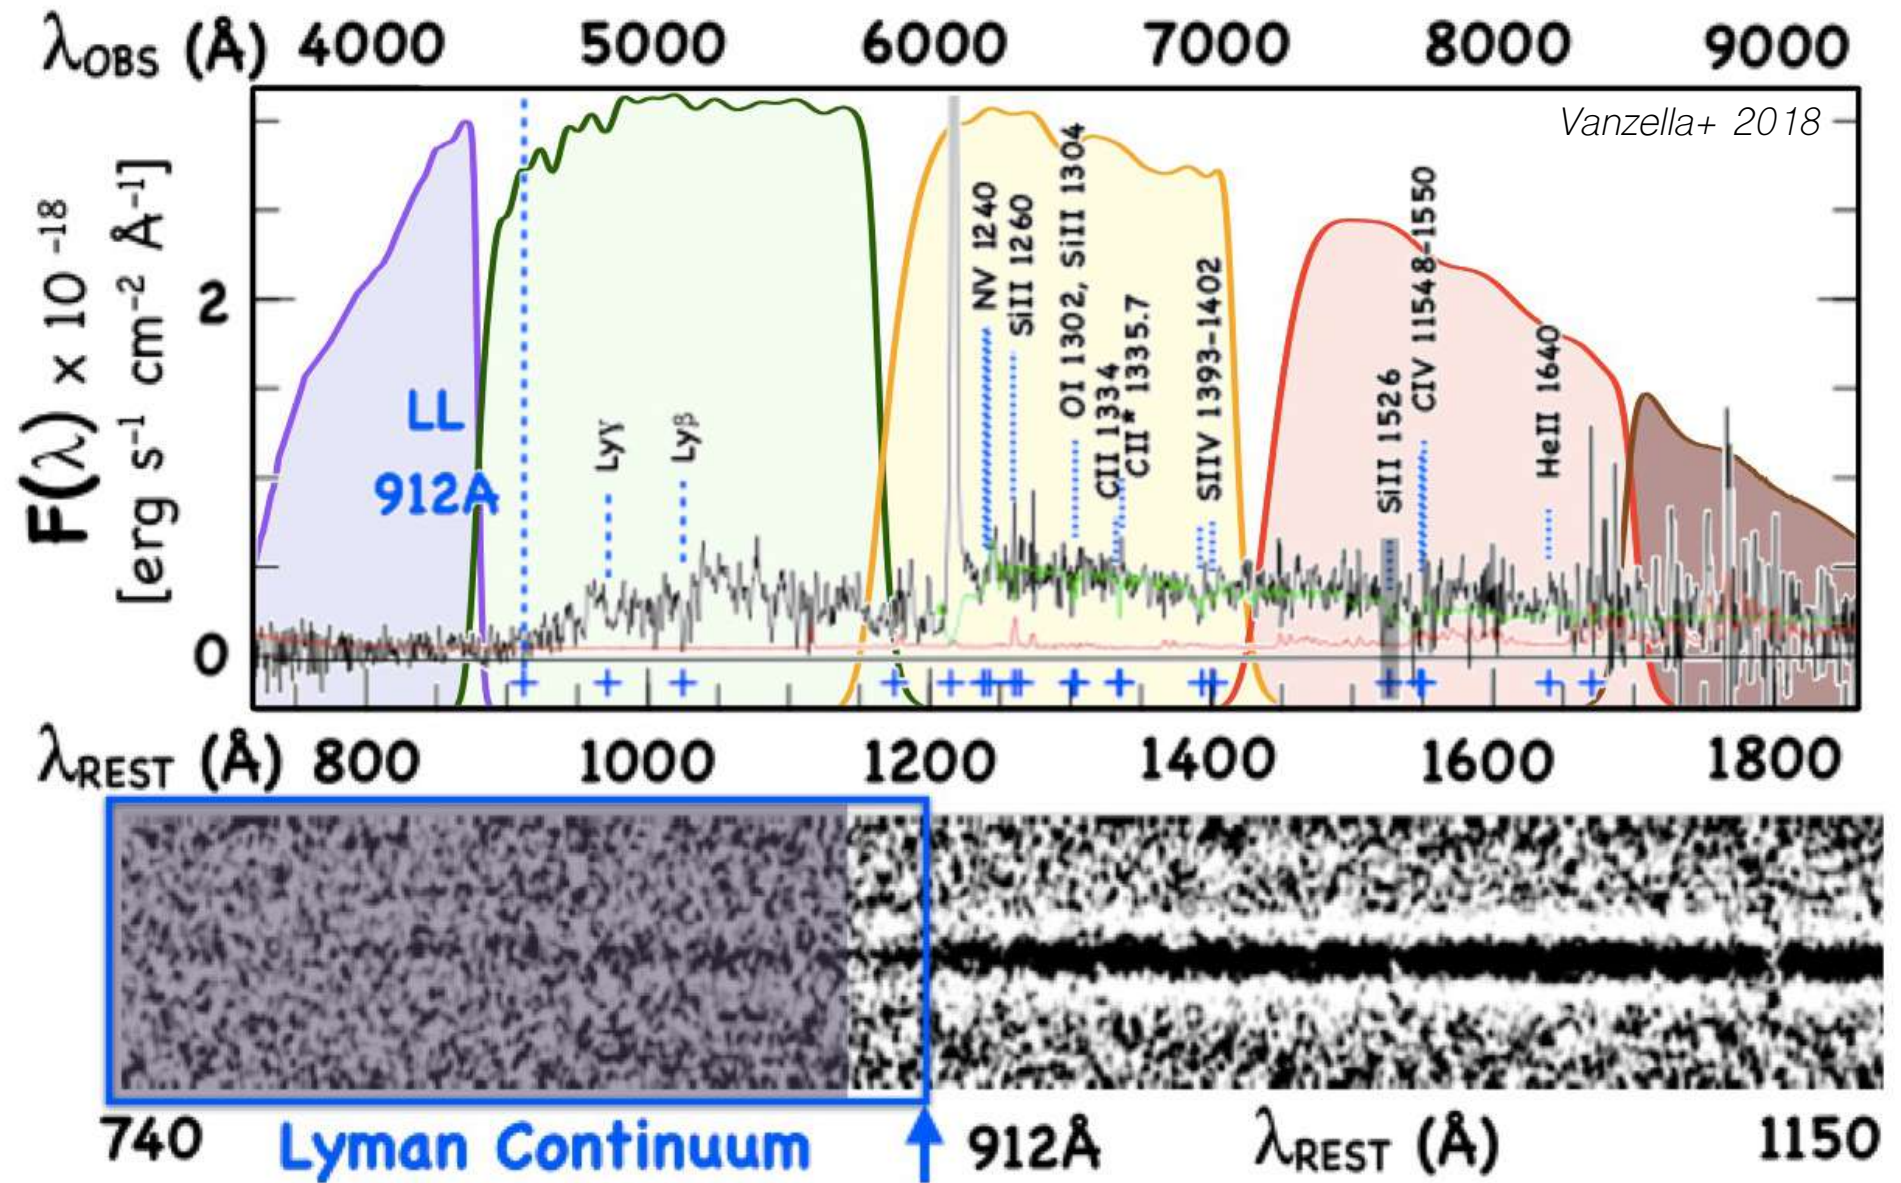 λOBS (Å) 4000 5000 6000 7000 8000 9000
Vanzella+ 2018
F(λ) x 10⁻¹⁸
[erg s⁻¹ cm⁻² Å⁻¹]
2
0
LL
912A
Lyγ
Lyβ
NV 1240
SiII 1260
OI 1302, SiII 1304
CII 1334
CII* 1335.7
SIIV 1393-1402
SiII 1526
CIV 11548-1550
HeII 1640
λREST (Å) 800 1000 1200 1400 1600 1800
740 Lyman Continuum 912Å λREST (Å) 1150